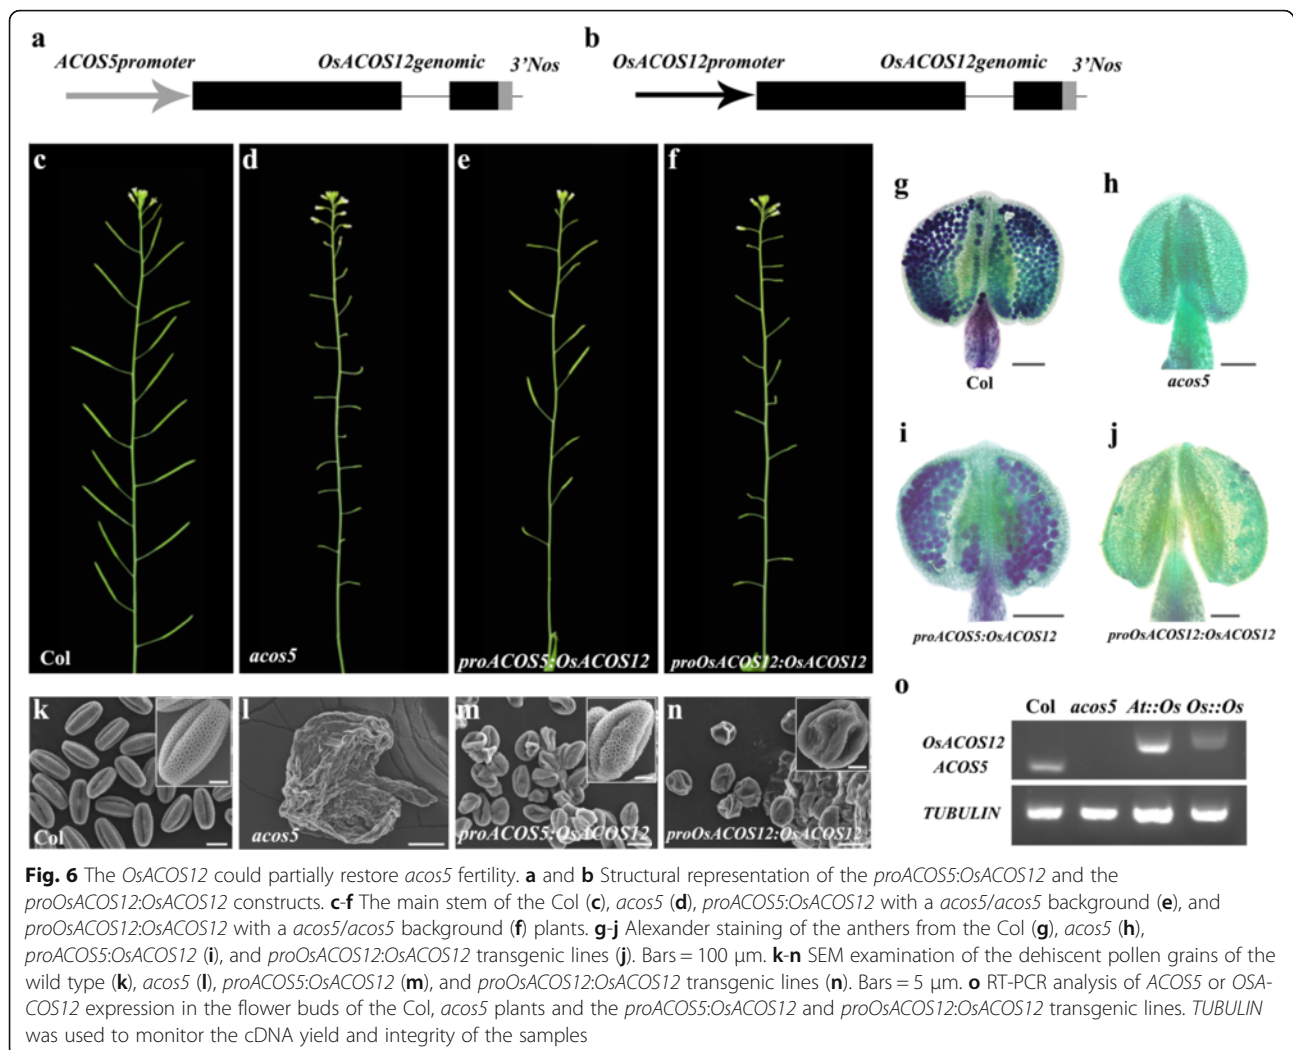 a
ACOS5promoter OsACOS12genomic 3'Nos
b
OsACOS12promoter OsACOS12genomic 3'Nos
c
Col
d
acos5
e
proACOS5:OsACOS12
f
proOsACOS12:OsACOS12
g
Col
h
acos5
i
proACOS5:OsACOS12
j
proOsACOS12:OsACOS12
k
Col
l
acos5
m
proACOS5:OsACOS12
n
proOsACOS12:OsACOS12
o
Col acos5 At::Os Os::Os
OsACOS12
ACOS5
TUBULIN
Fig. 6 The OsACOS12 could partially restore acos5 fertility. a and b Structural representation of the proACOS5:OsACOS12 and the
proOsACOS12:OsACOS12 constructs. c-f The main stem of the Col (c), acos5 (d), proACOS5:OsACOS12 with a acos5/acos5 background (e), and
proOsACOS12:OsACOS12 with a acos5/acos5 background (f) plants. g-j Alexander staining of the anthers from the Col (g), acos5 (h),
proACOS5:OsACOS12 (i), and proOsACOS12:OsACOS12 transgenic lines (j). Bars = 100 μm. k-n SEM examination of the dehiscent pollen grains of the
wild type (k), acos5 (l), proACOS5:OsACOS12 (m), and proOsACOS12:OsACOS12 transgenic lines (n). Bars = 5 μm. o RT-PCR analysis of ACOS5 or OSA-
COS12 expression in the flower buds of the Col, acos5 plants and the proACOS5:OsACOS12 and proOsACOS12:OsACOS12 transgenic lines. TUBULIN
was used to monitor the cDNA yield and integrity of the samples